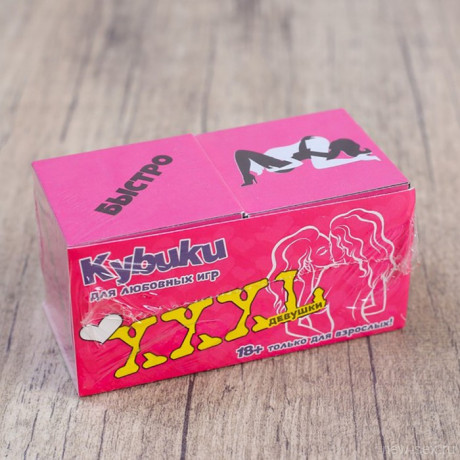 БЫСТРО
Кубики
для любовных игр
XXXL
девушки
18+ только для взрослых!